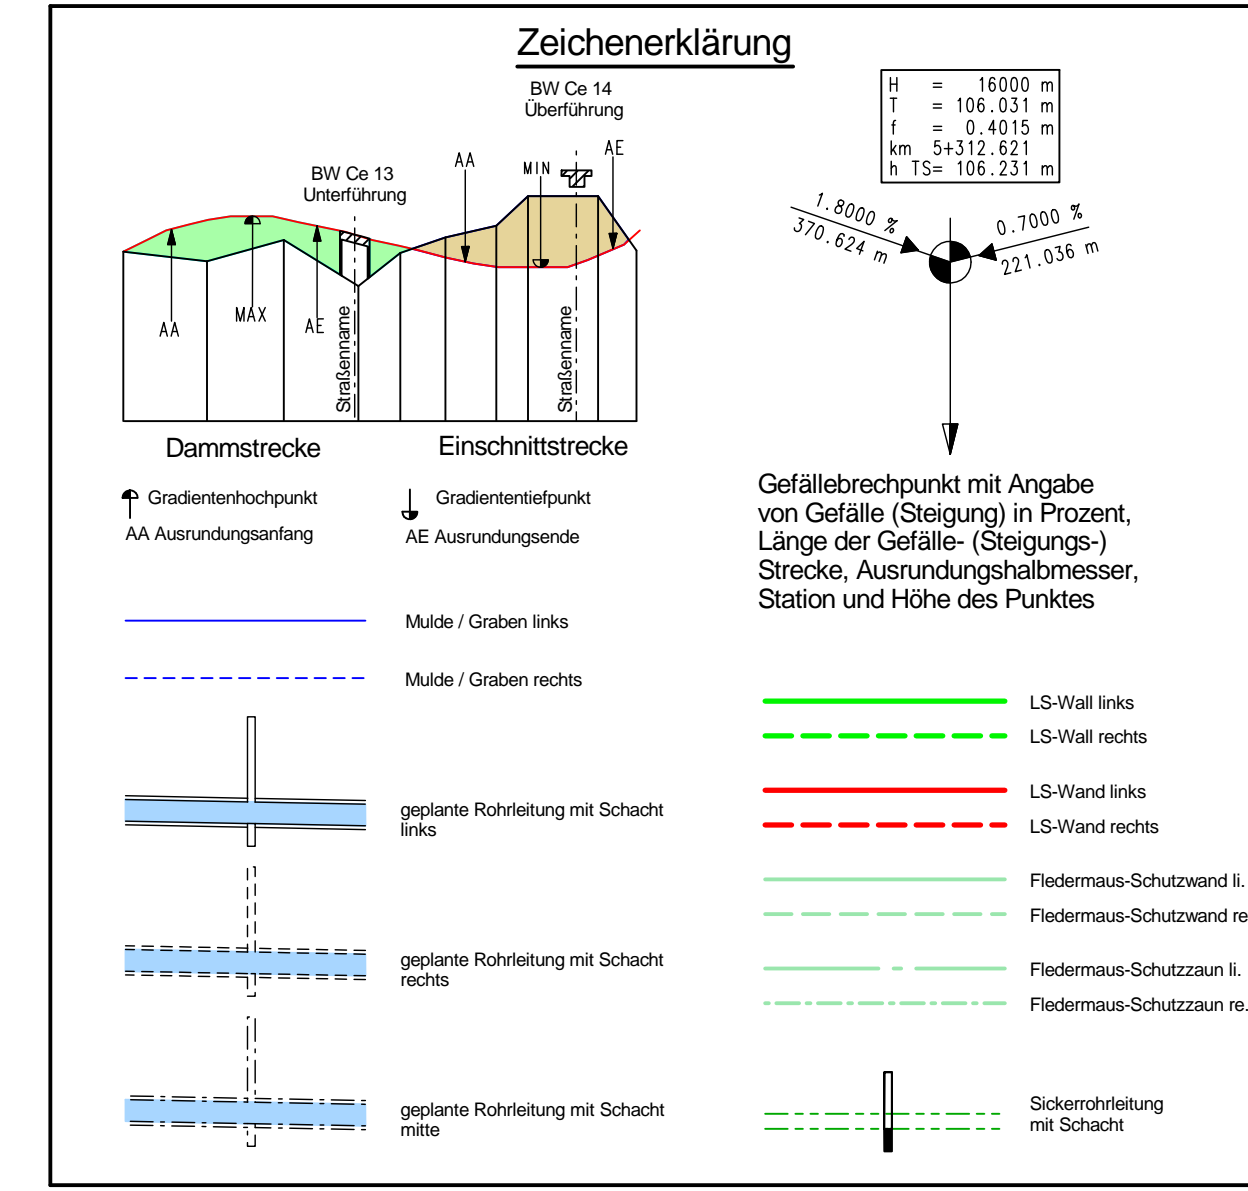 Zeichenerklärung
BW Ce 14
Überführung
BW Ce 13
Unterführung
AA
MIN
AE
AA
MAX
AE
Straßenname
Straßenname
Dammstrecke
Einschnittstrecke
Gradientenhochpunkt
Gradiententiefpunkt
AA Ausrundungsanfang
AE Ausrundungsende
H = 16000 m
T = 106.031 m
f = 0.4015 m
km 5+312.621
h TS= 106.231 m
1.8000 %
370.624 m
0.7000 %
221.036 m
Gefällebrechpunkt mit Angabe
von Gefälle (Steigung) in Prozent,
Länge der Gefälle- (Steigungs-)
Strecke, Ausrundungshalbmesser,
Station und Höhe des Punktes
Mulde / Graben links
Mulde / Graben rechts
geplante Rohrleitung mit Schacht
links
geplante Rohrleitung mit Schacht
rechts
geplante Rohrleitung mit Schacht
mitte
LS-Wall links
LS-Wall rechts
LS-Wand links
LS-Wand rechts
Fledermaus-Schutzwand li.
Fledermaus-Schutzwand re
Fledermaus-Schutzzaun li.
Fledermaus-Schutzzaun re.
Sickerrohrleitung
mit Schacht